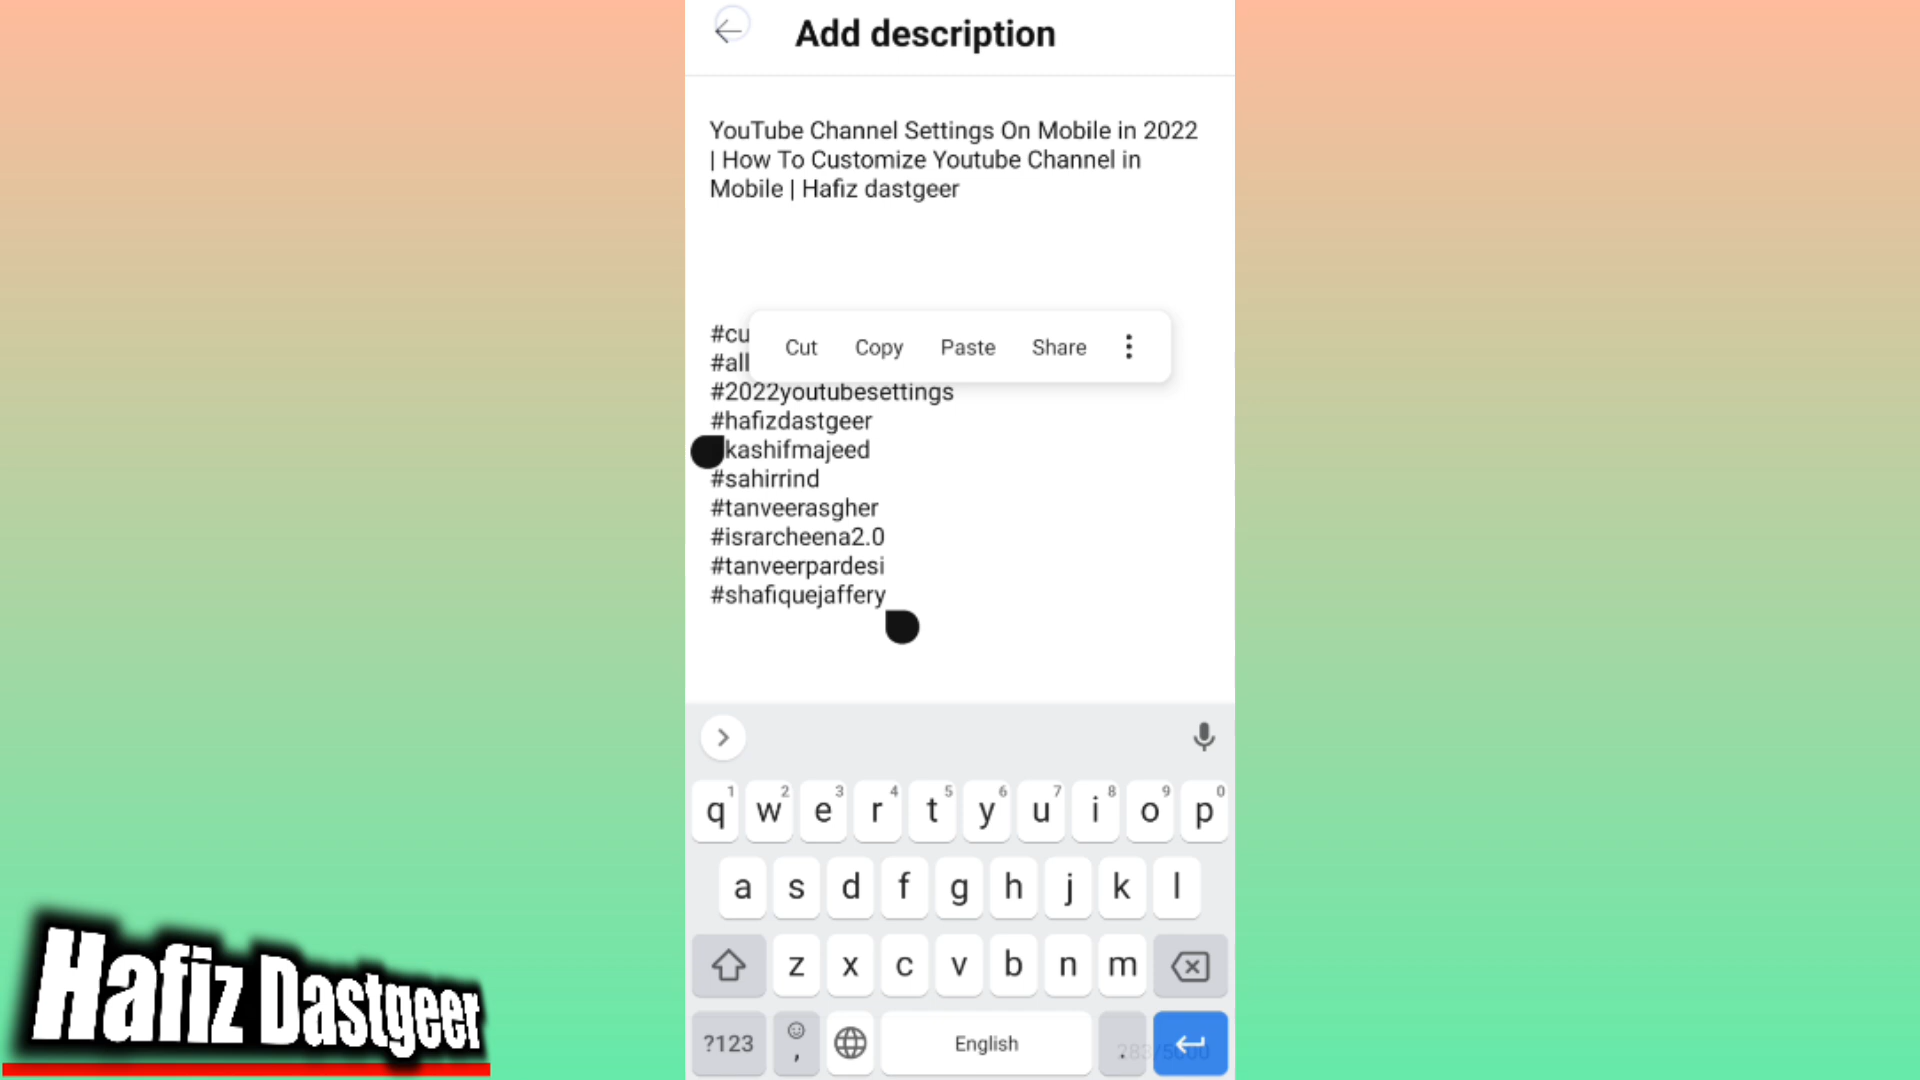 Add description
YouTube Channel Settings On Mobile in 2022
| How To Customize Youtube Channel in
Mobile | Hafiz dastgeer
#cu
#all
Cut Copy Paste Share
#2022youtubesettings
#hafizdastgeer
kashifmajeed
#sahirrind
#tanveerasgher
#israrcheena2.0
#tanveerpardesi
#shafiquejaffery
1 2 3 4 5 6 7 8 9 0
q w e r t y u i o p
a s d f g h j k l
z x c v b n m
?123 , English .
283/5000
Hafiz Dastgeer